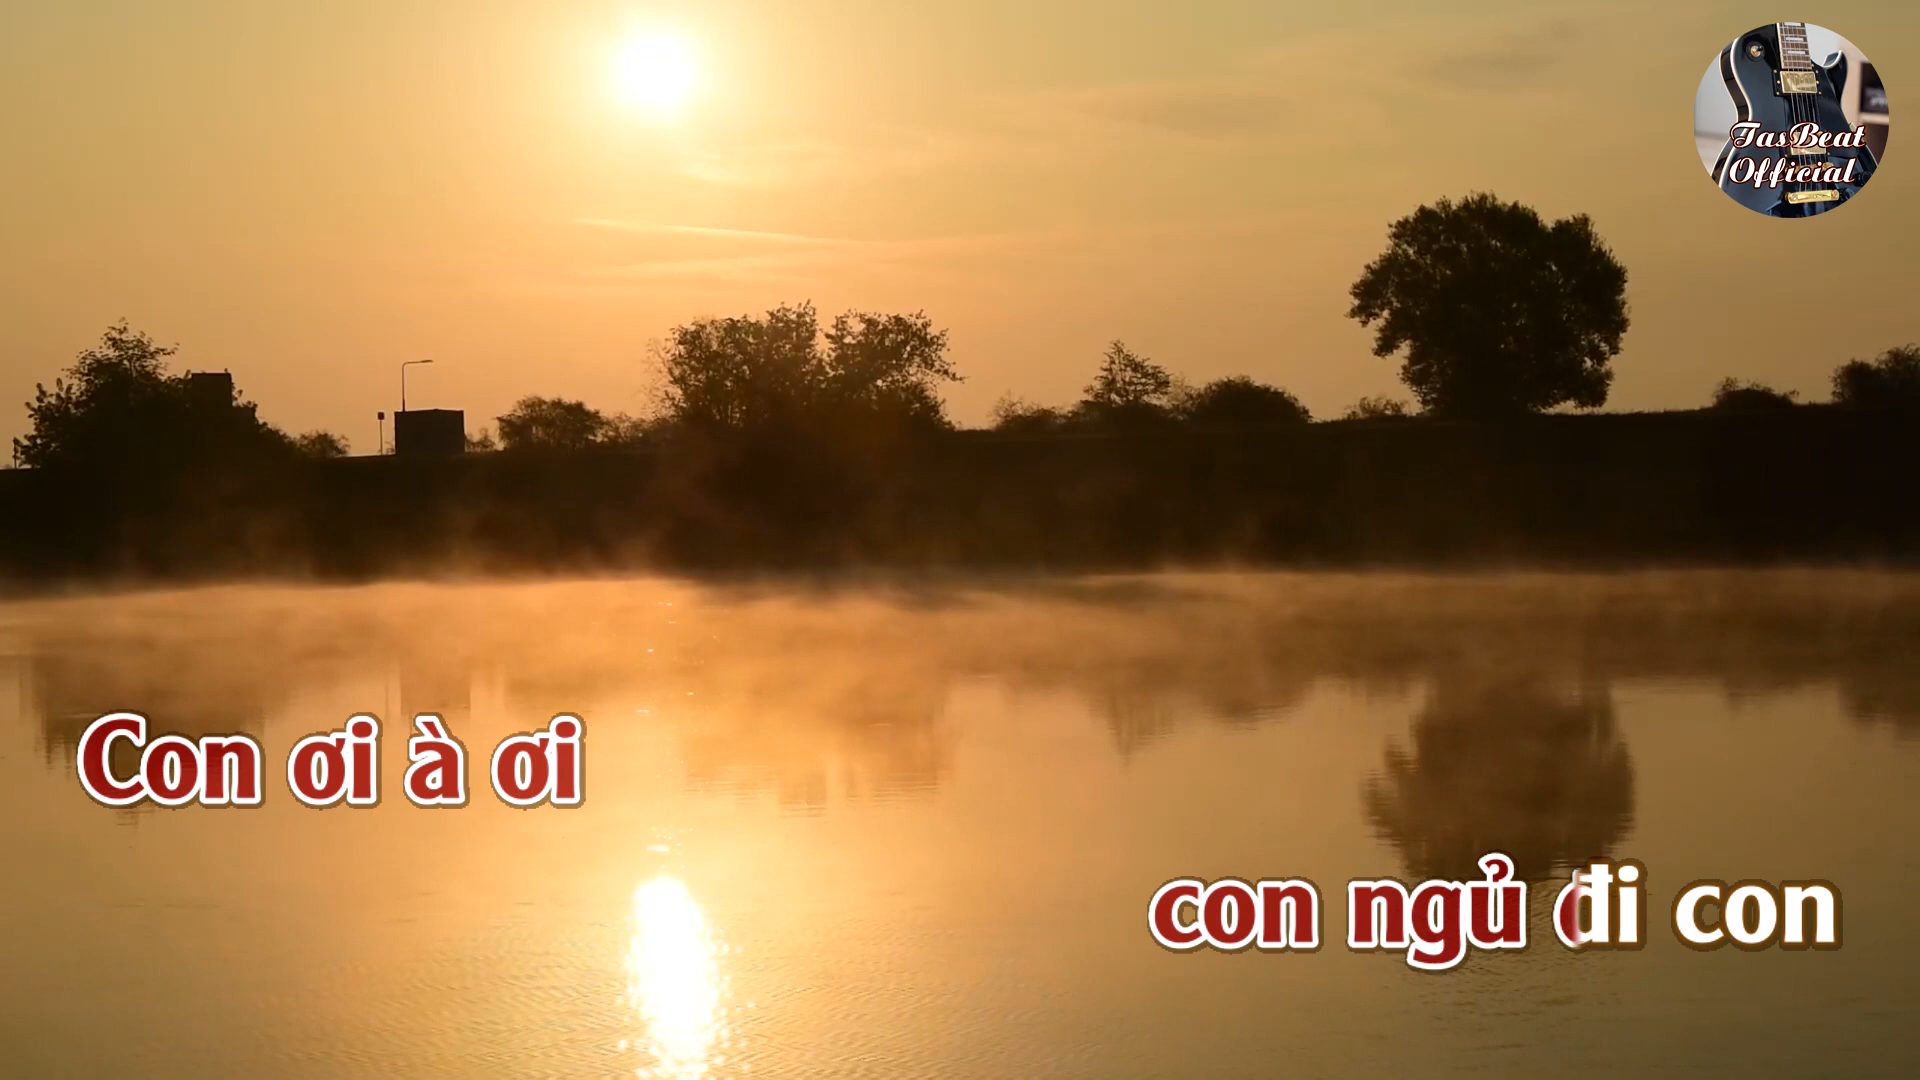 TasBeat
Official
Con ơi à ơi
con ngủ đi con